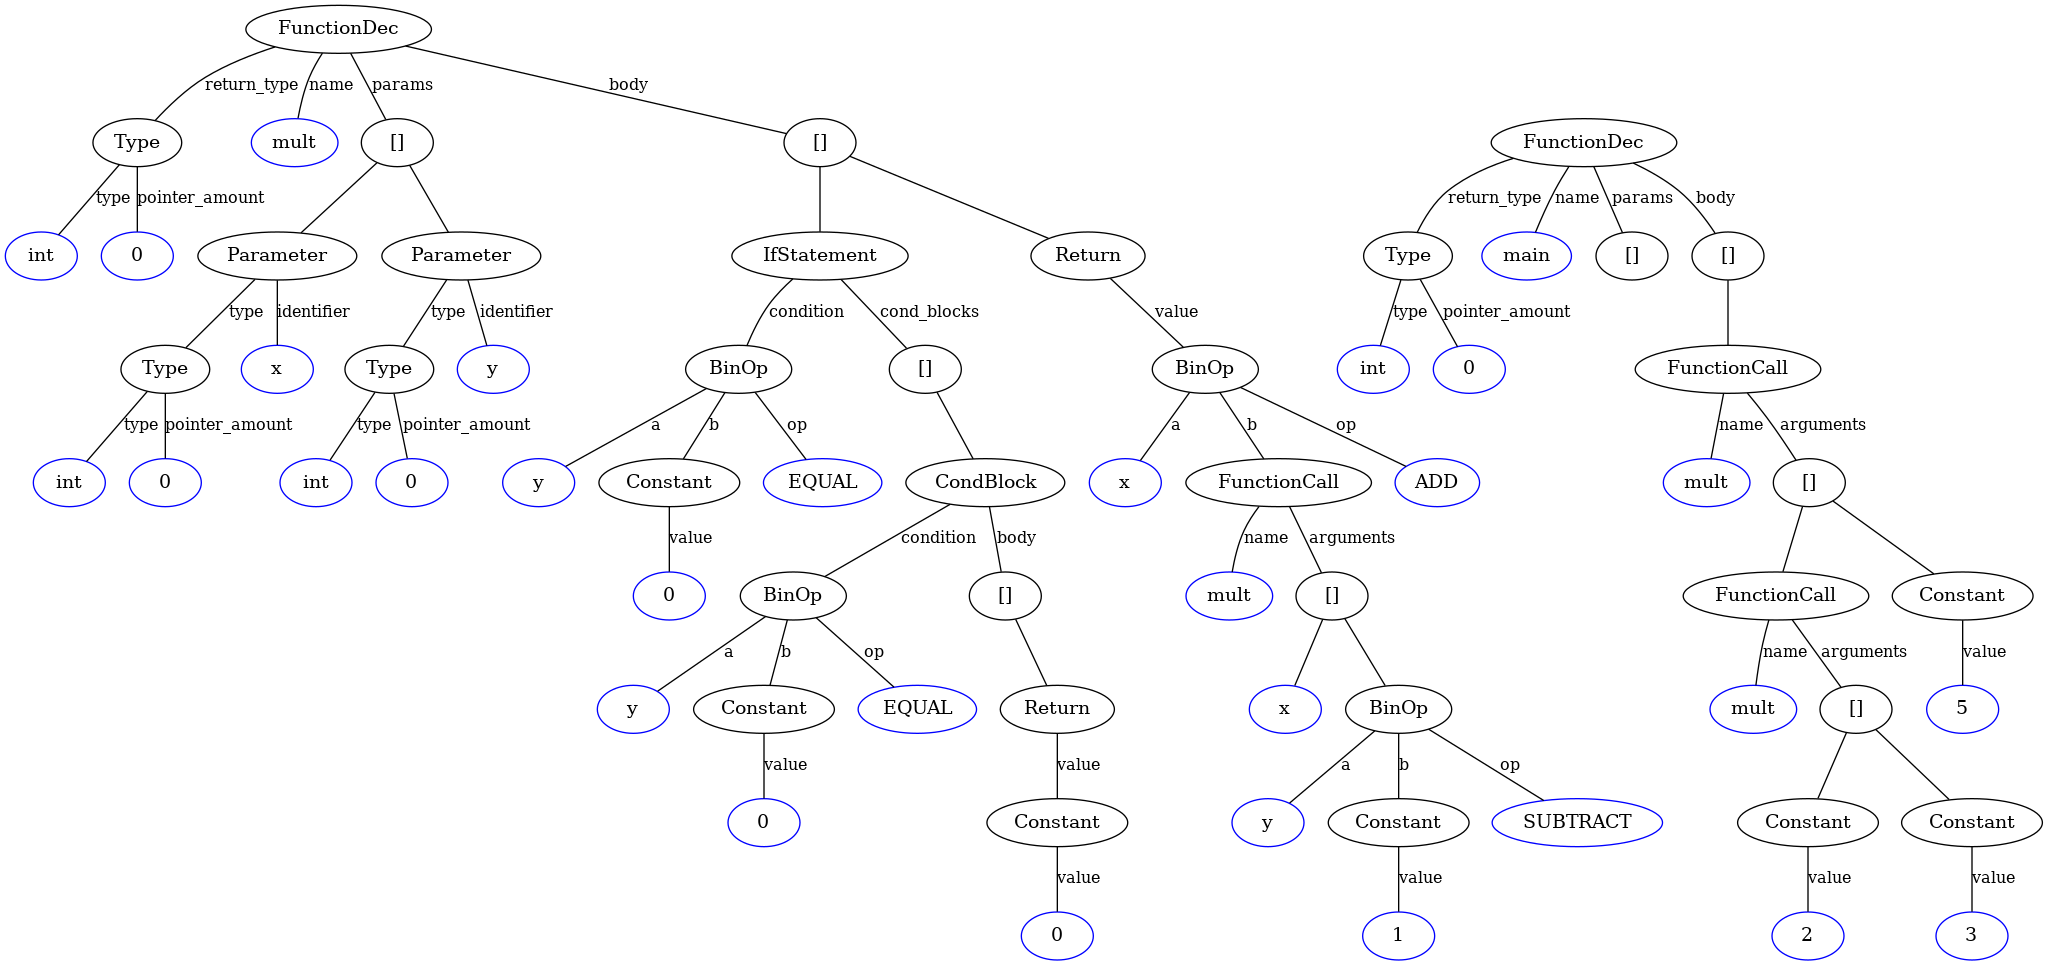 FunctionDec
return_type name params body
Type mult [] [] FunctionDec
type pointer_amount return_type name params body
int 0 Parameter Parameter IfStatement Return Type main [] []
type identifier type identifier condition cond_blocks value type pointer_amount
Type x Type y BinOp [] BinOp int 0 FunctionCall
type pointer_amount type pointer_amount a b op a b op name arguments
int 0 int 0 y Constant EQUAL CondBlock x FunctionCall ADD mult []
value condition body name arguments
0 BinOp [] mult [] FunctionCall Constant
a b op name arguments value
y Constant EQUAL Return x BinOp mult [] 5
value value a b op
0 Constant y Constant SUBTRACT Constant Constant
value value value value
0 1 2 3